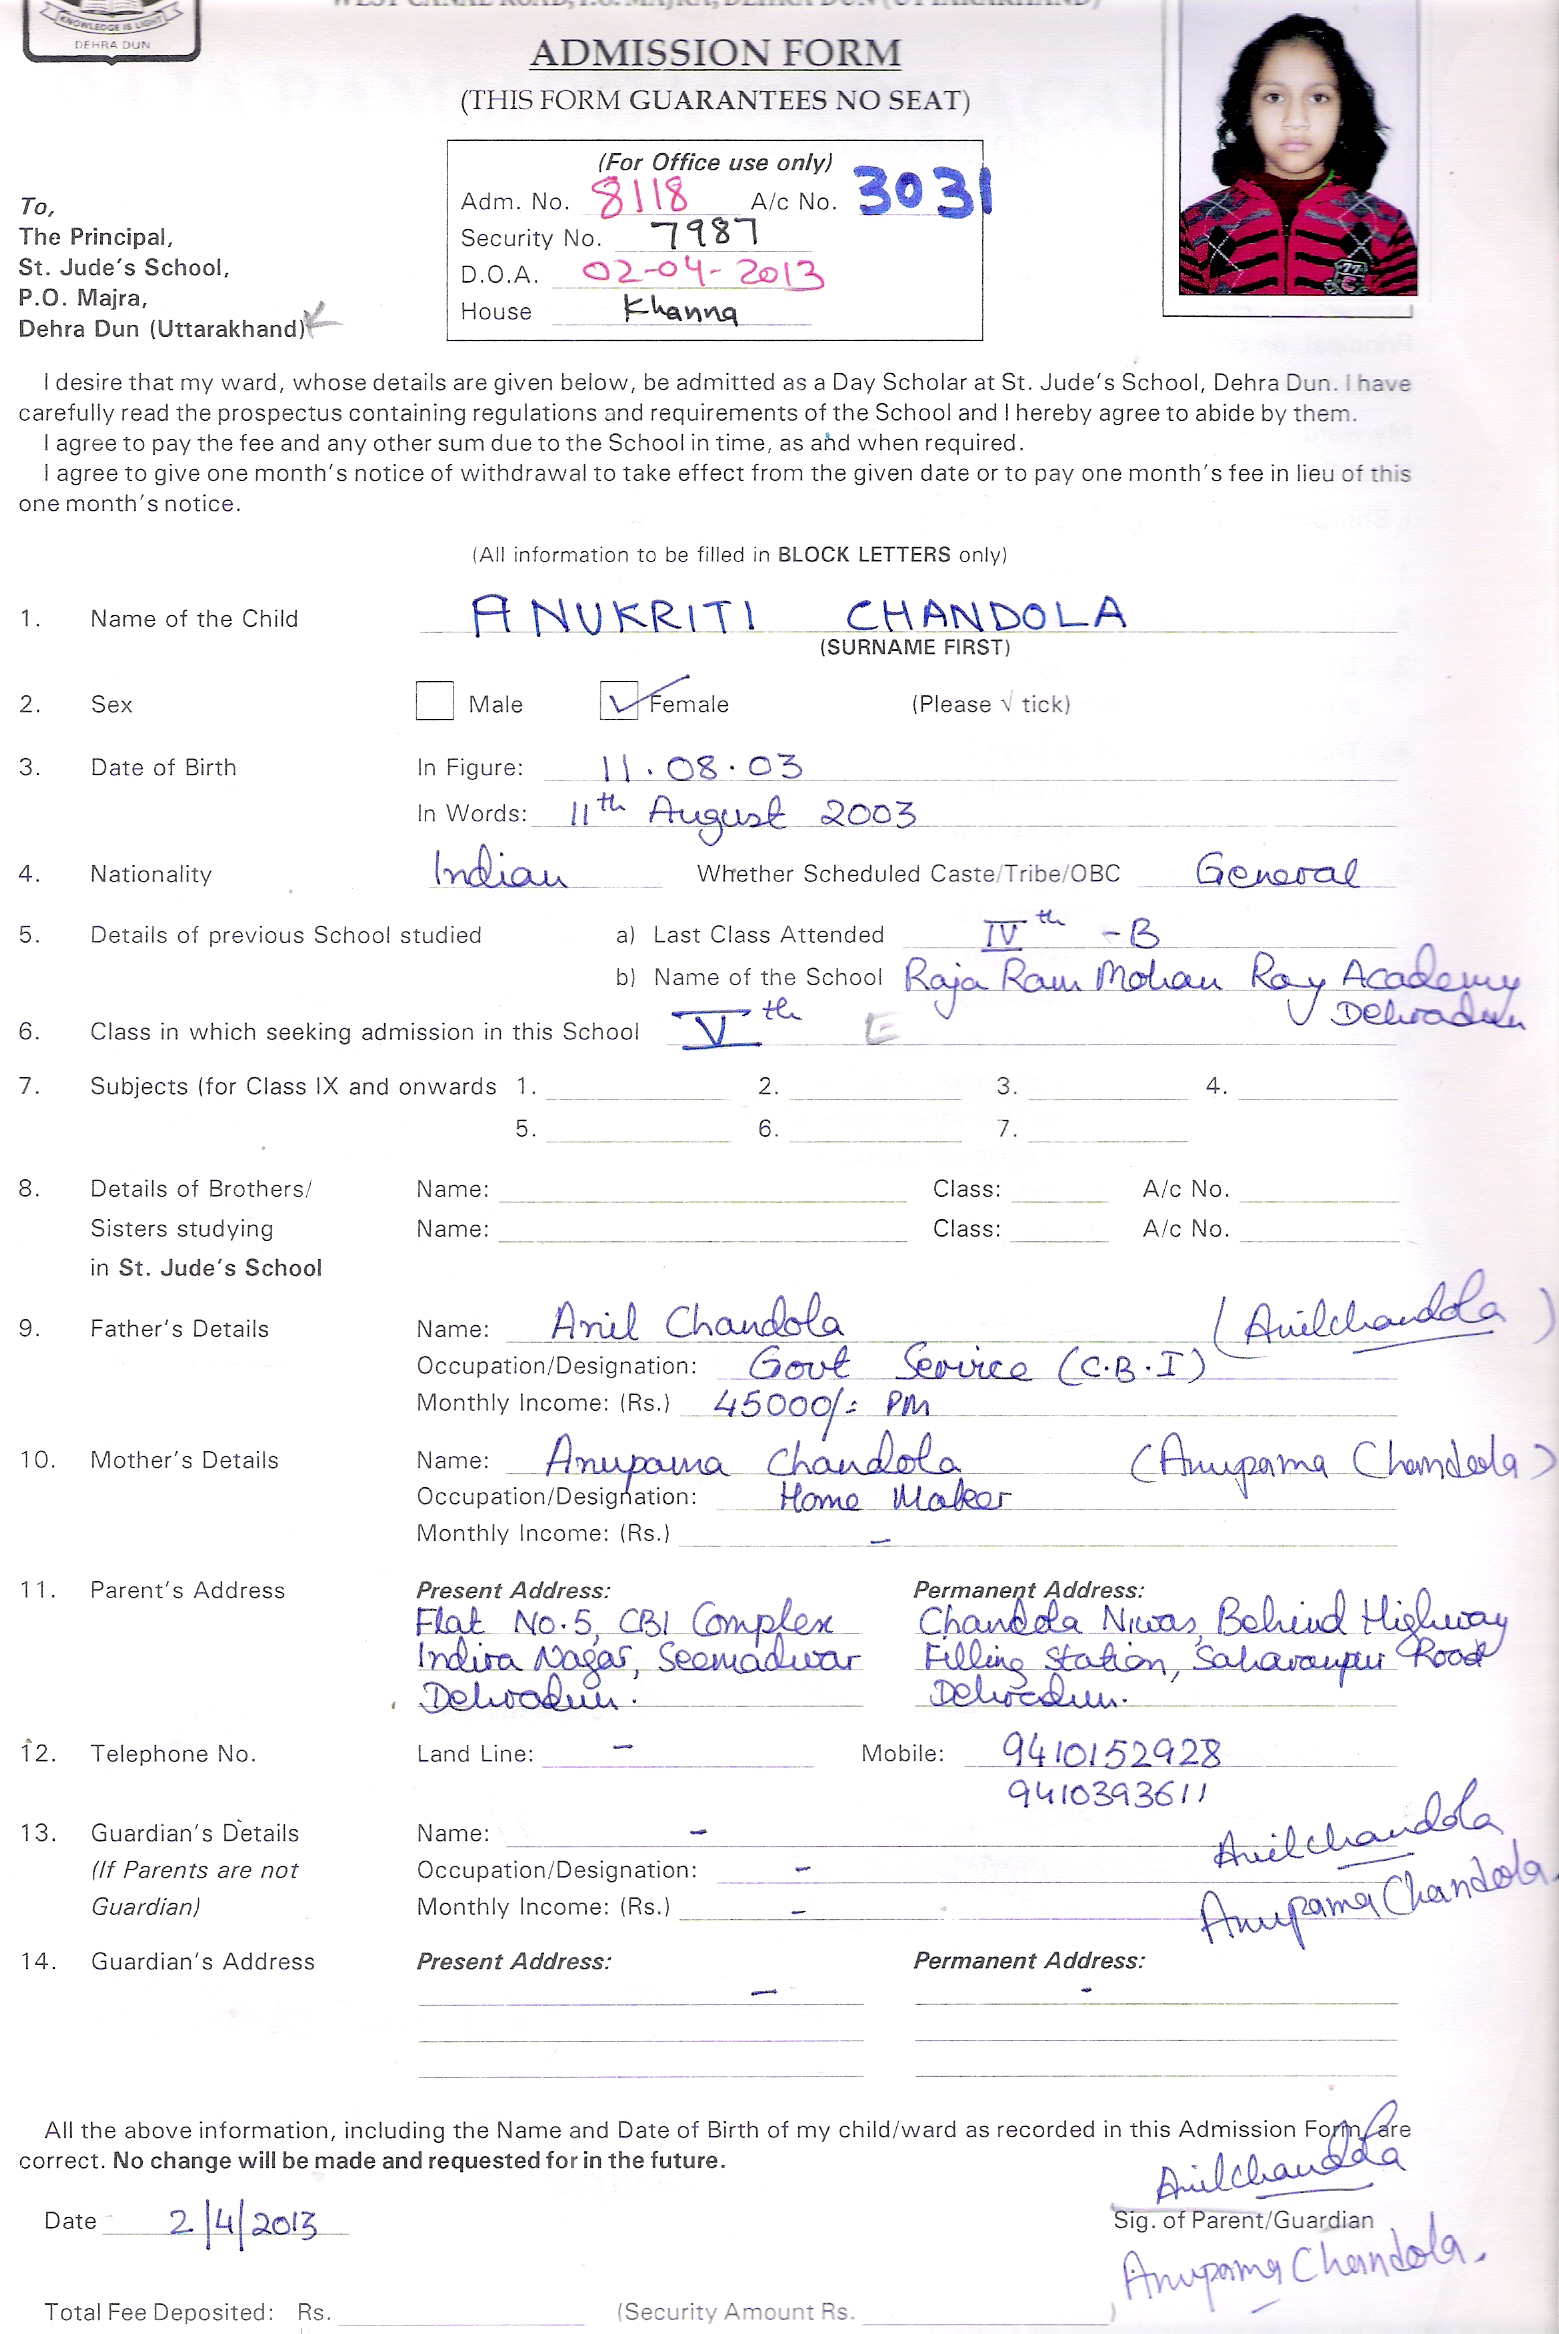 KNOWLEDGE IS LIGHT
DEHRA DUN
WEST CANAL ROAD, P.O. MAJRA, DEHRA DUN (UTTARAKHAND)
ADMISSION FORM
(THIS FORM GUARANTEES NO SEAT)
(For Office use only)
Adm. No. 8118 A/c No. 3031
Security No. 7987
D.O.A. 02-04-2013
House Khanna
To,
The Principal,
St. Jude's School,
P.O. Majra,
Dehra Dun (Uttarakhand)
I desire that my ward, whose details are given below, be admitted as a Day Scholar at St. Jude's School, Dehra Dun. I have
carefully read the prospectus containing regulations and requirements of the School and I hereby agree to abide by them.
I agree to pay the fee and any other sum due to the School in time, as and when required.
I agree to give one month's notice of withdrawal to take effect from the given date or to pay one month's fee in lieu of this
one month's notice.
(All information to be filled in BLOCK LETTERS only)
1. Name of the Child ANUKRITI CHANDOLA
(SURNAME FIRST)
2. Sex Male ✓ Female (Please √ tick)
3. Date of Birth In Figure: 11.08.03
In Words: 11th August 2003
4. Nationality Indian Whether Scheduled Caste/Tribe/OBC General
5. Details of previous School studied a) Last Class Attended IVth - B
b) Name of the School Raja Ram Mohan Roy Academy
Dehradun
6. Class in which seeking admission in this School Vth E
7. Subjects (for Class IX and onwards 1. 2. 3. 4.
5. 6. 7.
8. Details of Brothers/ Name: Class: A/c No.
Sisters studying Name: Class: A/c No.
in St. Jude's School
9. Father's Details Name: Anil Chandola (Anilchandola)
Occupation/Designation: Govt Service (C.B.I)
Monthly Income: (Rs.) 45000/= PM
10. Mother's Details Name: Anupama Chandola (Anupama Chandola)
Occupation/Designation: Home Maker
Monthly Income: (Rs.) –
11. Parent's Address Present Address: Permanent Address:
Flat No.5, CBI Complex Chandola Niwas, Behind Highway
Indira Nagar, Seemadwar Filling Station, Saharanpur Road
Dehradun. Dehradun.
12. Telephone No. Land Line: – Mobile: 9410152928
9410393611
13. Guardian's Details Name: – Anilchandola
(If Parents are not Occupation/Designation: – Anupama Chandola.
Guardian) Monthly Income: (Rs.) –
14. Guardian's Address Present Address: Permanent Address:
– -
All the above information, including the Name and Date of Birth of my child/ward as recorded in this Admission Form are
correct. No change will be made and requested for in the future.
Anilchandola
Date 2/4/2013 Sig. of Parent/Guardian
Anupama Chandola.
Total Fee Deposited: Rs. (Security Amount Rs. )